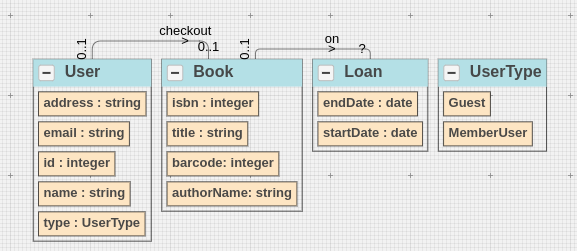 checkout
>
0..1
0..1
0..1
on
>
?
User
address : string
email : string
id : integer
name : string
type : UserType
Book
isbn : integer
title : string
barcode: integer
authorName: string
Loan
endDate : date
startDate : date
UserType
Guest
MemberUser